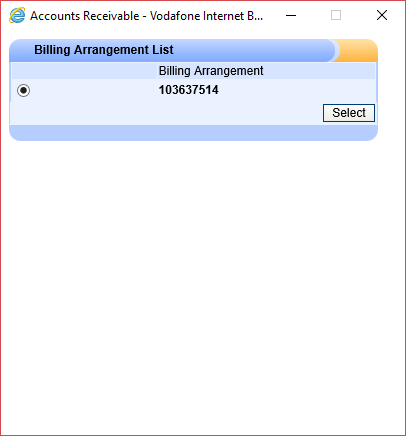 Accounts Receivable - Vodafone Internet B...
Billing Arrangement List
Billing Arrangement
103637514
Select